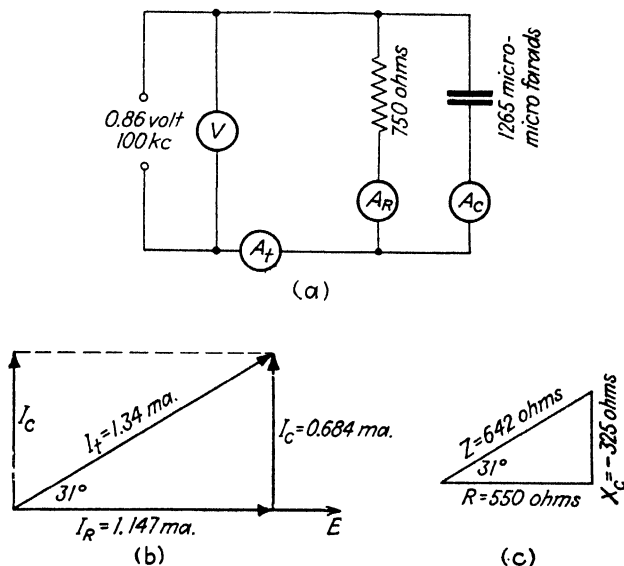 0.86 volt
100 kc
V
750 ohms
1265 micro-
micro farads
A_R
A_C
A_t
(a)
I_C
I_t=1.34 ma.
I_C=0.684 ma.
31°
I_R=1.147 ma.
E
(b)
Z=642 ohms
31°
R=550 ohms
X_C=-325 ohms
(c)